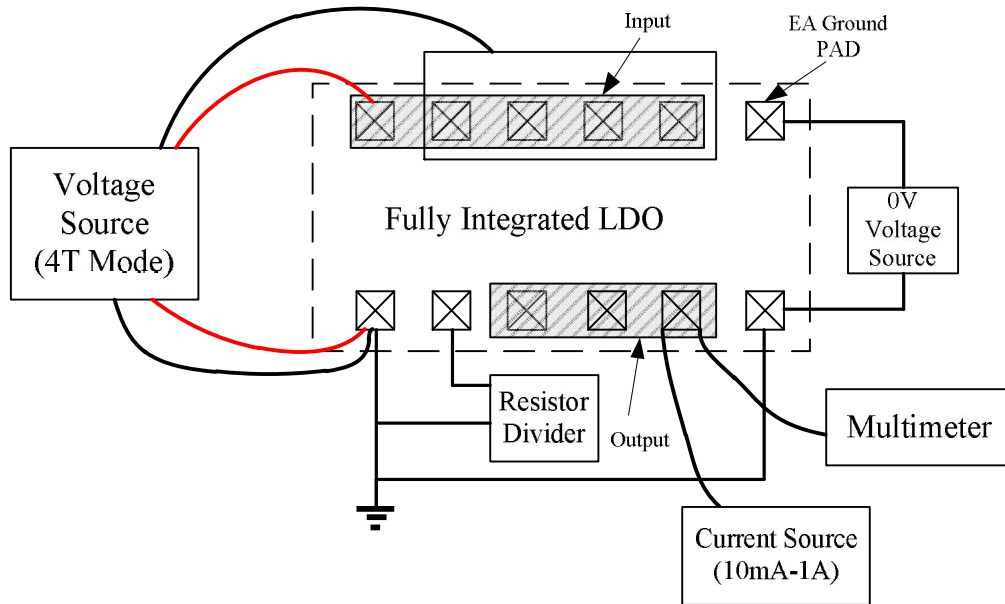 Input
EA Ground
PAD
Voltage
Source
(4T Mode)
Fully Integrated LDO
0V
Voltage
Source
Resistor
Divider
Output
Multimeter
Current Source
(10mA-1A)